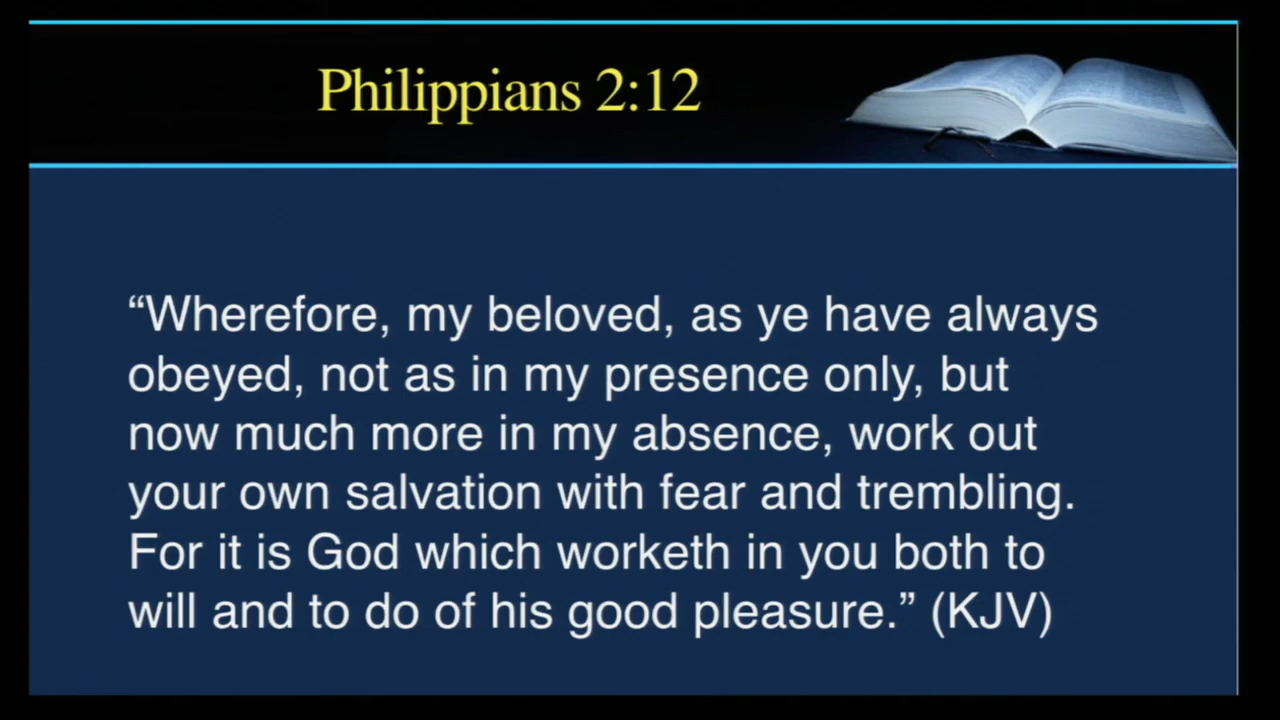 Philippians 2:12
“Wherefore, my beloved, as ye have always
obeyed, not as in my presence only, but
now much more in my absence, work out
your own salvation with fear and trembling.
For it is God which worketh in you both to
will and to do of his good pleasure.” (KJV)